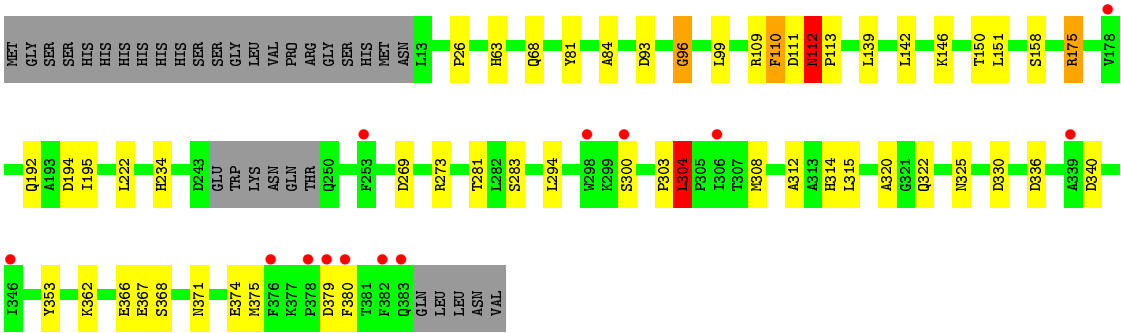 MET GLY SER SER HIS HIS HIS HIS HIS HIS SER SER GLY LEU VAL PRO ARG GLY SER HIS MET ASN L13 P26 H63 Q68 Y81 A84 D93 G96 L99 R109 F110 D111 N112 P113 L139 L142 K146 T150 L151 S158 R175 V178
Q192 A193 D194 I195 L222 H234 D243 GLU TRP LYS ASN GLN THR Q250 F253 D269 R273 T281 L282 S283 L294 W298 K299 S300 P303 L304 P305 I306 T307 M308 A312 A313 H314 L315 A320 G321 Q322 N325 D330 D336 A339 D340
I346 Y353 K362 E366 E367 S368 N371 E374 M375 F376 K377 P378 D379 F380 T381 F382 Q383 GLN LEU LEU ASN VAL